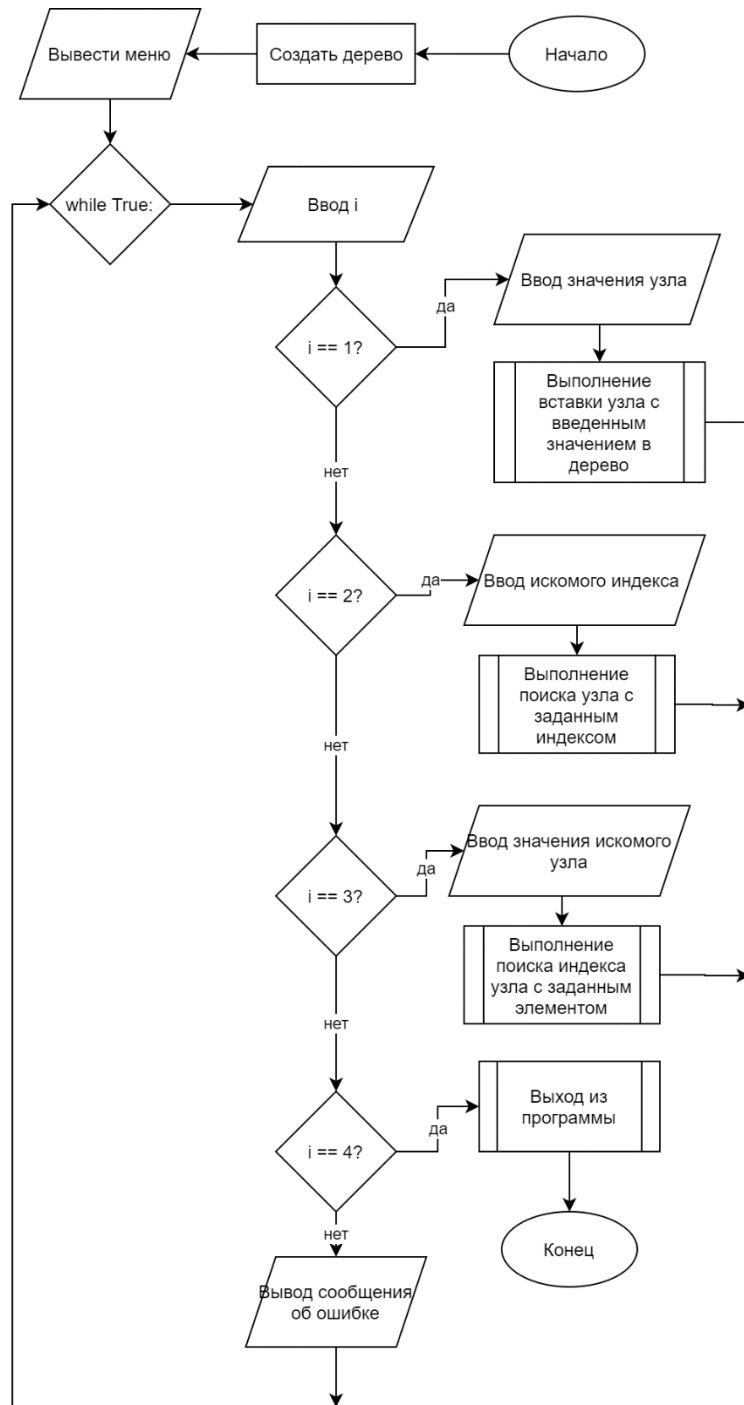 Начало
Создать дерево
Вывести меню
while True:
Ввод i
i == 1?
да
Ввод значения узла
Выполнение
вставки узла с
введенным
значением в
дерево
нет
i == 2?
да
Ввод искомого индекса
Выполнение
поиска узла с
заданным
индексом
нет
i == 3?
да
Ввод значения искомого
узла
Выполнение
поиска индекса
узла с заданным
элементом
нет
i == 4?
да
Выход из
программы
Конец
нет
Вывод сообщения
об ошибке